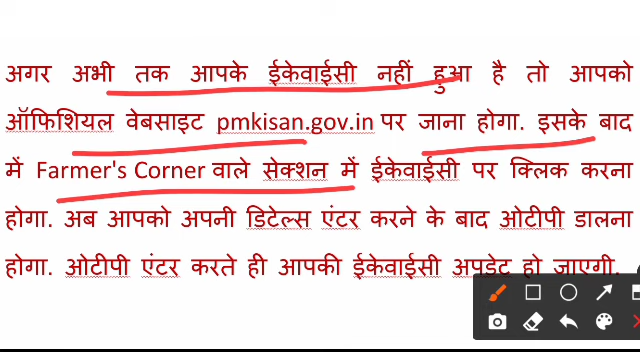 अगर अभी तक आपके ईकेवाईसी नहीं हुआ है तो आपको
ऑफिशियल वेबसाइट pmkisan.gov.in पर जाना होगा. इसके बाद
में Farmer's Corner वाले सेक्शन में ईकेवाईसी पर क्लिक करना
होगा. अब आपको अपनी डिटेल्स एंटर करने के बाद ओटीपी डालना
होगा. ओटीपी एंटर करते ही आपकी ईकेवाईसी अपडेट हो जाएगी.